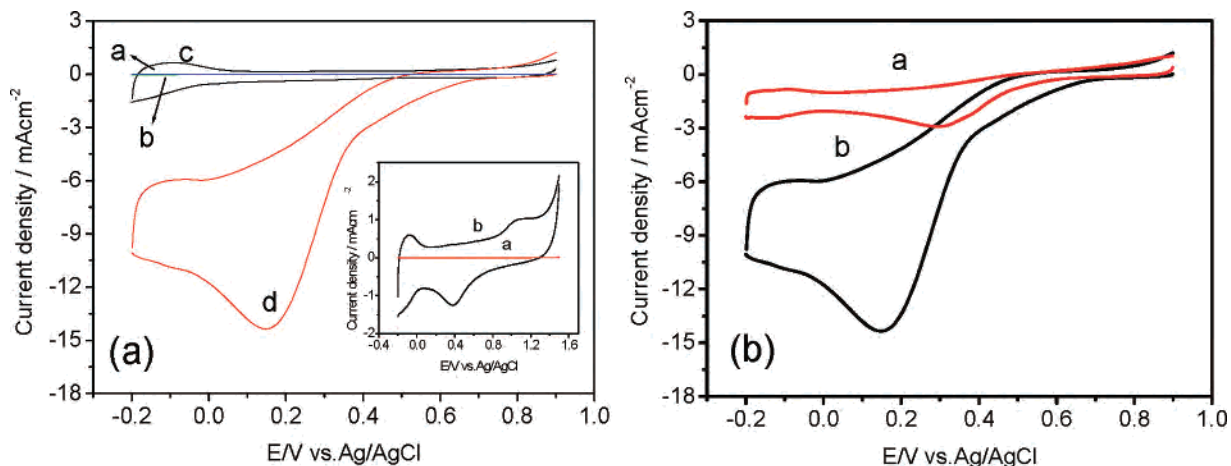 3
0
-3
-6
-9
-12
-15
-18
Current density / mAcm⁻²
a
c
b
d
(a)
-0.2 0.0 0.2 0.4 0.6 0.8 1.0
E/V vs.Ag/AgCl
2
1
0
-1
-2
Current density / mAcm⁻²
b
a
-0.4 0.0 0.4 0.8 1.2 1.6
E/V vs.Ag/AgCl
3
0
-3
-6
-9
-12
-15
-18
Current density / mAcm⁻²
a
b
(b)
-0.2 0.0 0.2 0.4 0.6 0.8 1.0
E/V vs.Ag/AgCl